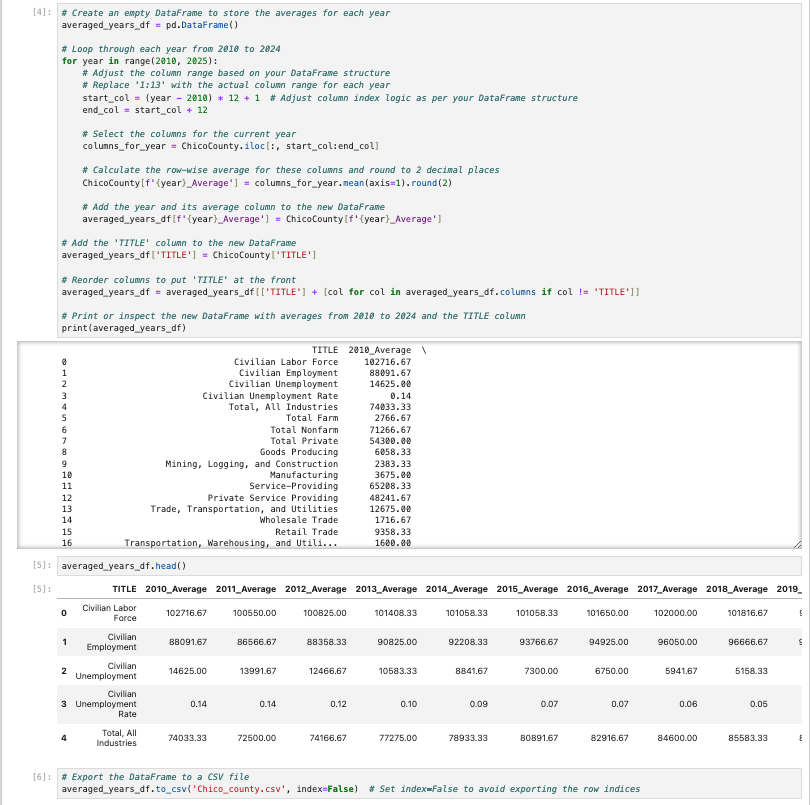 [4]:
# Create an empty DataFrame to store the averages for each year
averaged_years_df = pd.DataFrame()
# Loop through each year from 2010 to 2024
for year in range(2010, 2025):
    # Adjust the column range based on your DataFrame structure
    # Replace '1:13' with the actual column range for each year
    start_col = (year - 2010) * 12 + 1  # Adjust column index logic as per your DataFrame structure
    end_col = start_col + 12
    # Select the columns for the current year
    columns_for_year = ChicoCounty.iloc[:, start_col:end_col]
    # Calculate the row-wise average for these columns and round to 2 decimal places
    ChicoCounty[f'{year}_Average'] = columns_for_year.mean(axis=1).round(2)
    # Add the year and its average column to the new DataFrame
    averaged_years_df[f'{year}_Average'] = ChicoCounty[f'{year}_Average']
# Add the 'TITLE' column to the new DataFrame
averaged_years_df['TITLE'] = ChicoCounty['TITLE']
# Reorder columns to put 'TITLE' at the front
averaged_years_df = averaged_years_df[['TITLE'] + [col for col in averaged_years_df.columns if col != 'TITLE']]
# Print or inspect the new DataFrame with averages from 2010 to 2024 and the TITLE column
print(averaged_years_df)
TITLE 2010_Average \
0 Civilian Labor Force 102716.67
1 Civilian Employment 88091.67
2 Civilian Unemployment 14625.00
3 Civilian Unemployment Rate 0.14
4 Total, All Industries 74033.33
5 Total Farm 2766.67
6 Total Nonfarm 71266.67
7 Total Private 54300.00
8 Goods Producing 6058.33
9 Mining, Logging, and Construction 2383.33
10 Manufacturing 3675.00
11 Service-Providing 65208.33
12 Private Service Providing 48241.67
13 Trade, Transportation, and Utilities 12675.00
14 Wholesale Trade 1716.67
15 Retail Trade 9358.33
16 Transportation, Warehousing, and Utili... 1600.00
[5]:
averaged_years_df.head()
[5]:
TITLE 2010_Average 2011_Average 2012_Average 2013_Average 2014_Average 2015_Average 2016_Average 2017_Average 2018_Average 2019_
0 Civilian Labor Force 102716.67 100550.00 100825.00 101408.33 101058.33 101058.33 101650.00 102000.00 101816.67
1 Civilian Employment 88091.67 86566.67 88358.33 90825.00 92208.33 93766.67 94925.00 96050.00 96666.67
2 Civilian Unemployment 14625.00 13991.67 12466.67 10583.33 8841.67 7300.00 6750.00 5941.67 5158.33
3 Civilian Unemployment Rate 0.14 0.14 0.12 0.10 0.09 0.07 0.07 0.06 0.05
4 Total, All Industries 74033.33 72500.00 74166.67 77275.00 78933.33 80891.67 82916.67 84600.00 85583.33
[6]:
# Export the DataFrame to a CSV file
averaged_years_df.to_csv('Chico_county.csv', index=False)  # Set index=False to avoid exporting the row indices